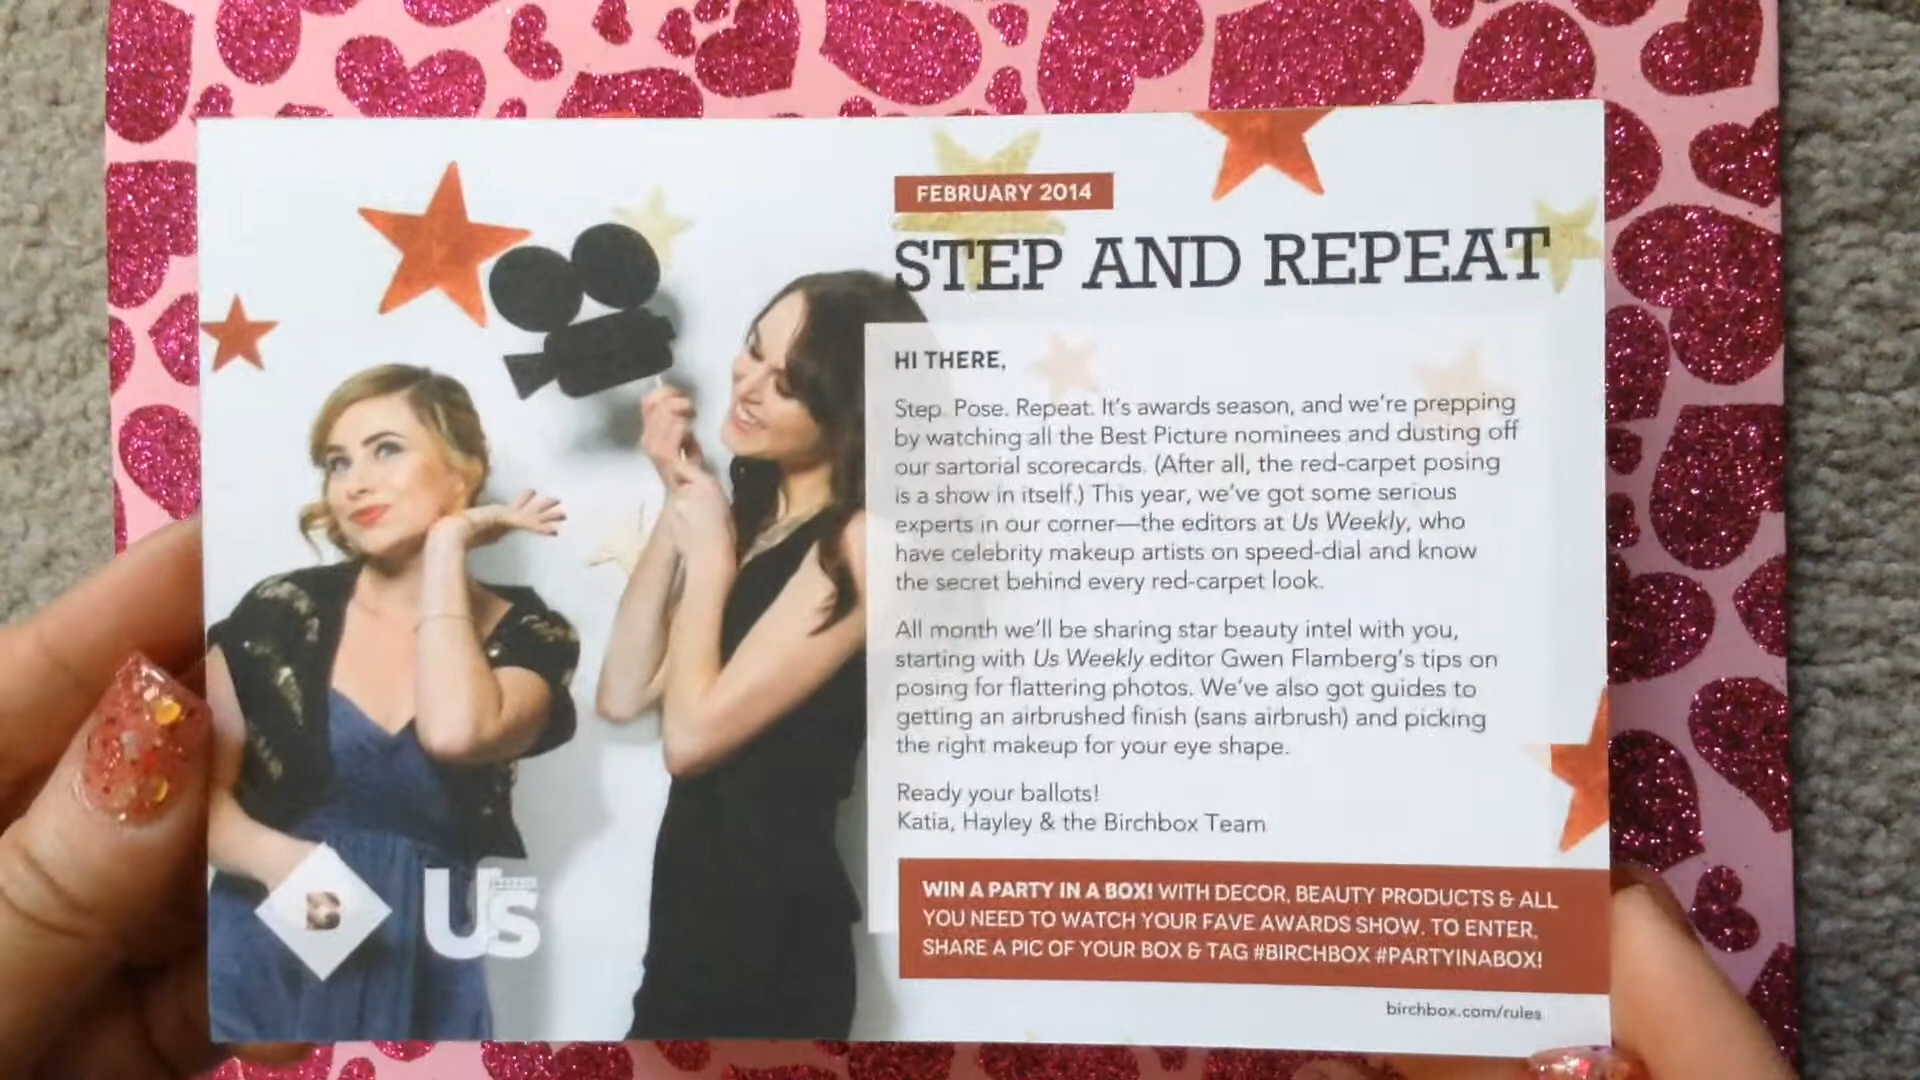 FEBRUARY 2014
STEP AND REPEAT
HI THERE,
Step. Pose. Repeat. It's awards season, and we're prepping
by watching all the Best Picture nominees and dusting off
our sartorial scorecards. (After all, the red-carpet posing
is a show in itself.) This year, we've got some serious
experts in our corner—the editors at Us Weekly, who
have celebrity makeup artists on speed-dial and know
the secret behind every red-carpet look.
All month we'll be sharing star beauty intel with you,
starting with Us Weekly editor Gwen Flamberg's tips on
posing for flattering photos. We've also got guides to
getting an airbrushed finish (sans airbrush) and picking
the right makeup for your eye shape.
Ready your ballots!
Katia, Hayley & the Birchbox Team
WIN A PARTY IN A BOX! WITH DECOR, BEAUTY PRODUCTS & ALL
YOU NEED TO WATCH YOUR FAVE AWARDS SHOW. TO ENTER,
SHARE A PIC OF YOUR BOX & TAG #BIRCHBOX #PARTYINABOX!
birchbox.com/rules
B
Us